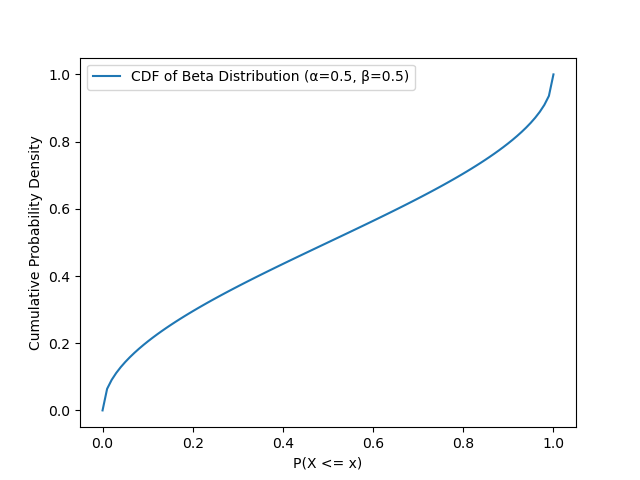 CDF of Beta Distribution (α=0.5, β=0.5)
1.0
0.8
0.6
0.4
0.2
0.0
Cumulative Probability Density
0.0 0.2 0.4 0.6 0.8 1.0
P(X <= x)